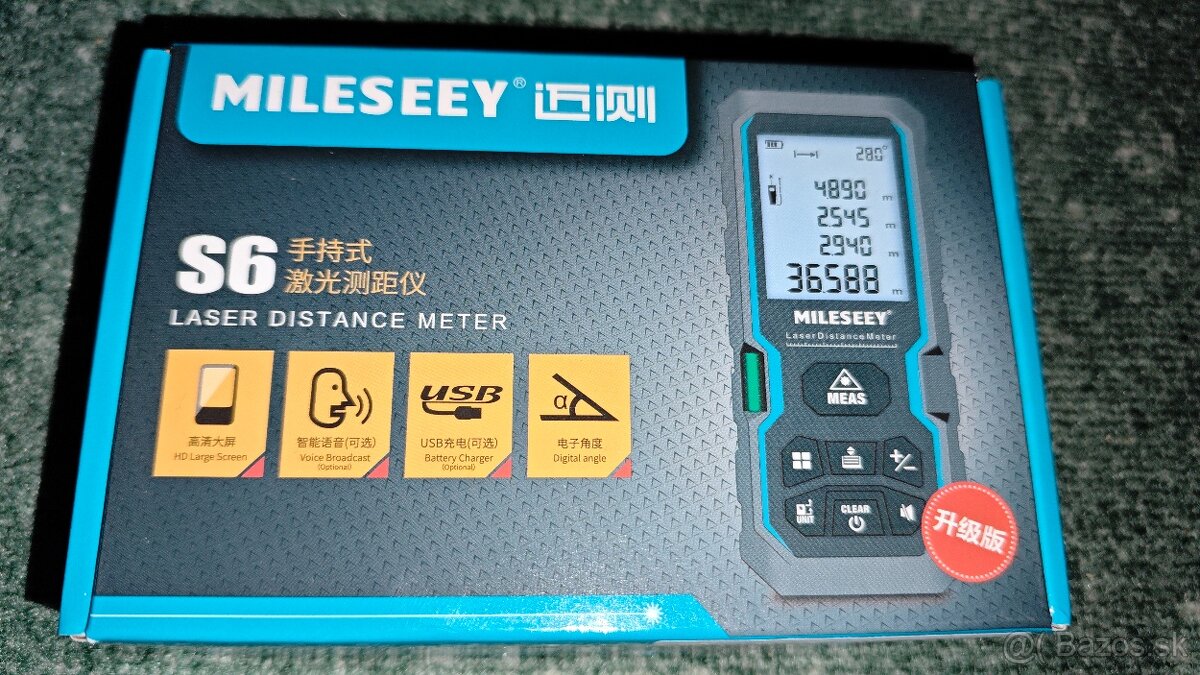 MILESEEY® 迈测
S6 手持式
激光测距仪
LASER DISTANCE METER
高清大屏
HD Large Screen
智能语音(可选)
Voice Broadcast
(Optional)
USB
USB充电(可选)
Battery Charger
(Optional)
α
电子角度
Digital angle
28.0°
4.890 m
2.545 m
2.940 m
36.588 m
MILESEEY®
LaserDistanceMeter
MEAS
+/-
UNIT
CLEAR
升级版
Bazos.sk